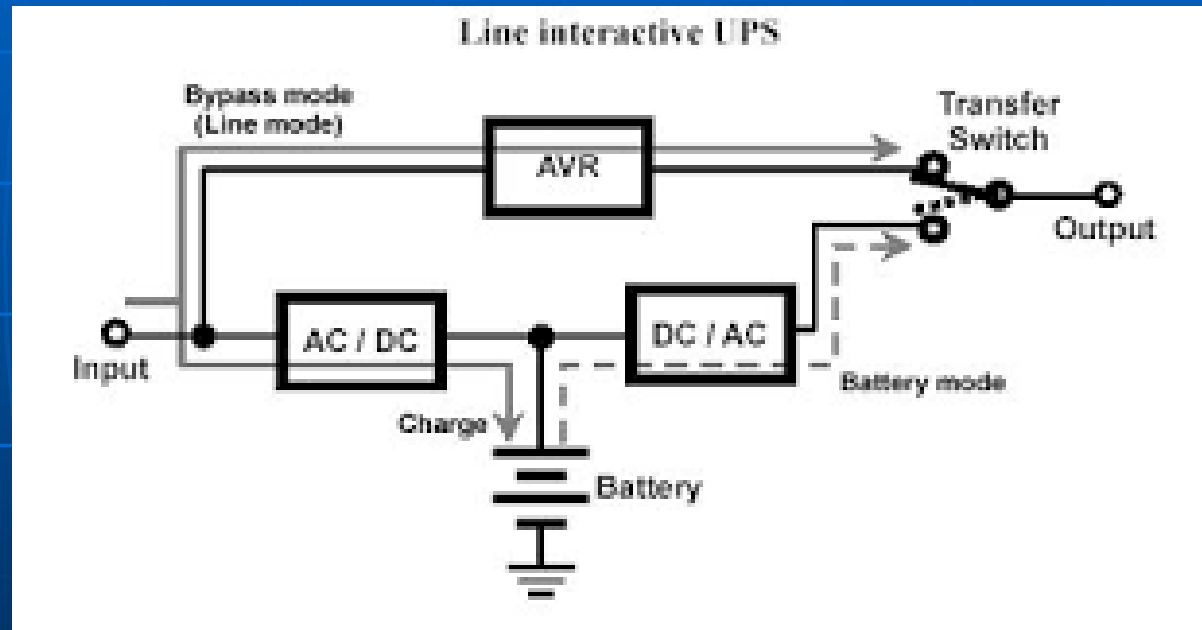 Line interactive UPS
Bypass mode
(Line mode)
Transfer
Switch
AVR
Output
AC / DC
DC / AC
Input
Battery mode
Charge
Battery